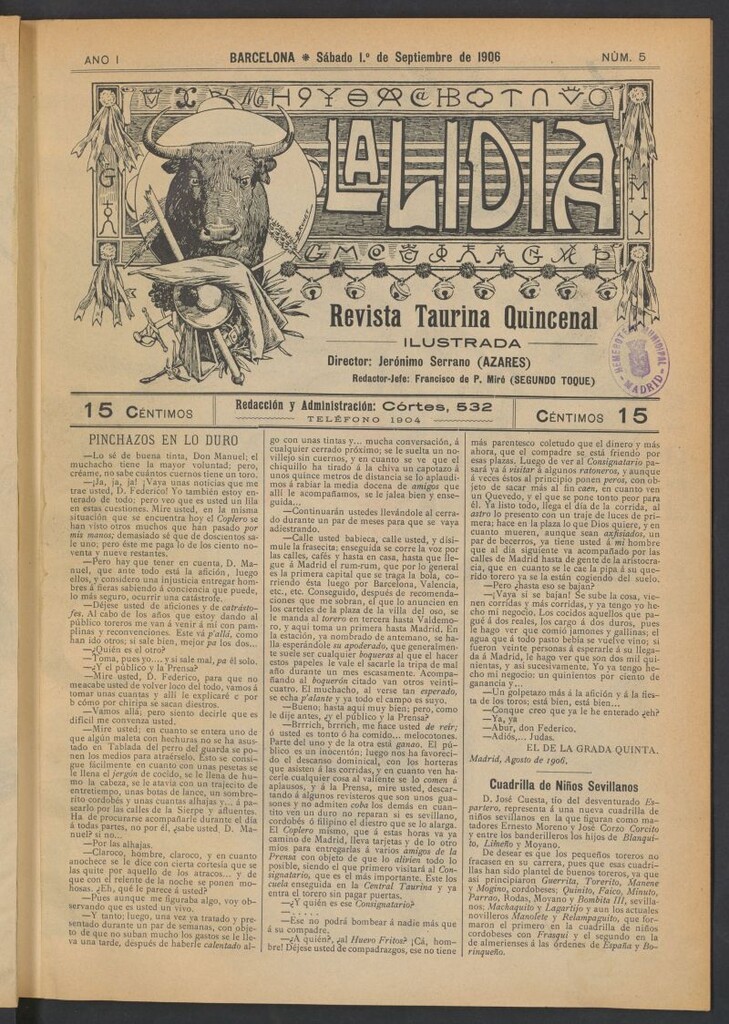 ANO I
BARCELONA * Sábado 1.º de Septiembre de 1906
NÚM. 5
LA LIDIA
Revista Taurina Quincenal
ILUSTRADA
Director: Jerónimo Serrano (AZARES)
Redactor-Jefe: Francisco de P. Miró (SEGUNDO TOQUE)
HEMEROTECA MUNICIPAL
MADRID
15 CÉNTIMOS
Redacción y Administración: Córtes, 532
TELÉFONO 1904
CÉNTIMOS 15
PINCHAZOS EN LO DURO
—Lo sé de buena tinta, Don Manuel; el
muchacho tiene la mayor voluntad; pero,
créame, no sabe cuántos cuernos tiene un toro.
—¡Ja, ja, ja! ¡Vaya unas noticias que me
trae usted, D. Federico! Yo también estoy en-
terado de todo; pero veo que es usted un lila
en estas cuestiones. Mire usted, en la misma
situación que se encuentra hoy el Coplero se
han visto otros muchos que han pasado por
mis manos; demasiado sé que de doscientos sa-
le uno; pero éste me paga lo de los ciento no-
venta y nueve restantes.
—Pero hay que tener en cuenta, D. Ma-
nuel, que ante todo está la afición, luego
ellos, y considero una injusticia entregar hom-
bres á fieras sabiendo á conciencia que puede,
lo más seguro, ocurrir una catástrofe.
—Déjese usted de aficiones y de catrásto-
fes. Al cabo de los años que estoy dando al
público toreros me van á venir á mí con pam-
plinas y reconvenciones. Este vá p'allá, como
han ido otros; si sale bien, mejor pa los dos...
—¿Quién es el otro?
—Toma, pues yo... y si sale mal, pa él solo.
—¿Y el público y la Prensa?
—Mire usted, D. Federico, para que no
meacabe usted de volver loco del todo, vamos á
tomar unas cuantas y allí le explicaré c por
b cómo por chiripa se sacan diestros.
—Vamos allá; pero siento decirle que es
difícil me convenza usted.
—Mire usted; en cuanto se entera uno de
que algún maleta con hechuras no se ha asus-
tado en Tablada del perro del guarda se po-
nen los medios para atraérselo. Esto se consi-
gue fácilmente en cuanto con unas pesetas se
le llena el jergón de cocido, se le llena de hu-
mo la cabeza, se le atavía con un trajecito de
entretiempo, unas botas de lance, un sombre-
rito cordobés y unas cuantas alhajas... á pa-
searlo por las calles de la Sierpe y afluentes.
Ha de procurarse acompañarle durante el día
á todas partes, no por él, ¿sabe usted, D. Ma-
nuel? si no...
—Por las alhajas.
—Claroco, hombre, claroco, y en cuanto
anochece se le dice con cierta cortesía que se
las quite por aquello de los atracos... y de
que con el relente de la noche se ponen mo-
hosas. ¿Eh, qué le parece á usted?
—Pues aunque me figuraba algo, voy ob-
servando que es usted un vivo.
—Y tanto; luego, una vez ya tratado y pre-
sentado durante un par de semanas, con obje-
to de que no suban mucho los gastos se le lle-
va una tarde, después de haberle calentado al-
go con unas tintas y... mucha conversación, á
cualquier cerrado próximo; se le suelta un no-
villejo sin cuernos, y en cuanto se ve que el
chiquillo ha tirado á la chiva un capotazo á
unos quince metros de distancia se lo aplaudi-
mos á rabiar la media docena de amigos que
allí le acompañamos, se le jalea bien y ense-
guida...
—Continuarán ustedes llevándole al cerra-
do durante un par de meses para que se vaya
adiestrando.
—Calle usted babieca, calle usted, y disí-
mule la frasecita; enseguida se corre la voz por
las calles, cafés y hasta en casa, hasta que lle-
gue á Madrid el rum-rum, que por lo general
es la primera capital que se traga la bola, co-
rriendo ésta luego por Barcelona, Valencia,
etc., etc. Conseguido, después de recomenda-
ciones que me sobran, el que lo anuncien en
los carteles de la plaza de la villa del oso, se
le manda al torero en tercera hasta Valdemo-
ro, y aquí toma un primera hasta Madrid. En
la estación, ya nombrado de antemano, se ha-
lla esperándole su apoderado, que generalmen-
te suele ser cualquier boqueras al que el hacer
estos papeles le vale el sacarle la tripa de mal
año durante un mes escasamente. Acompa-
ñando al boquerón citado van otros veinti-
cuatro. El muchacho, al verse tan esperado,
se echa p'alante y ya todo el campo es suyo.
—Bueno; hasta aquí muy bien; pero, como
le dije antes, ¿y el público y la Prensa?
—Brrrich, brrrich, me hace usted de reír;
ó usted es tonto ó ha comido... melocotones.
Parte del uno y de la otra está ganao. El pú-
blico es un inocentón; luego nos ha favoreci-
do el descanso dominical, con los horteras
que asisten á las corridas, y en cuanto ven ha-
cerle cualquier cosa al valiente se lo comen á
aplausos, y á la Prensa, mire usted, descar-
tando á algunos revisteros que son unos guaso-
nes y no admiten coba los demás en cuan-
tito ven un duro no reparan si es sevillano,
cordobés ó filipino el diestro que se lo alarga.
El Coplero mismo, que á estas horas va ya
camino de Madrid, lleva tarjetas y de lo otro
mios para entregarlas á varios amigos de la
Prensa con objeto de que lo alivien todo lo
posible, siendo el que primero visitará al Con-
signatario, que es el más importante. Este los
cuela enseguida en la Central Taurina y ya
entra el torero sin pagar puertas.
—¿Y quién es ese Consignatario?
—. . . . .
—Ese no podrá bombear á nadie más que
á su compadre.
—¿A quién?, ¿al Huevo Fritos? ¡Cá, hom-
bre! Déjese usted de compadrazgos, ese no tiene
más parentesco coletudo que el dinero y más
ahora, que el compadre se está friendo por
esas plazas. Luego de ver al Consignatario pa-
sará ya á visitar á algunos ratoneros, y aunque
á veces éstos al principio ponen peros, con ob-
jeto de sacar más al fin caen, en cuanto ven
un Quevedo, y el que se pone tonto peor para
él. Ya listo todo, llega el día de la corrida, al
astro lo presento con un traje de luces de pri-
mera; hace en la plaza lo que Dios quiere, y en
cuanto mueren, aunque sean axfisiados, un
par de becerros, ya tiene usted á mi hombre
que al día siguiente va acompañado por las
calles de Madrid hasta de gente de la aristocra-
cia, que en cuanto se le cae la pipa á su que-
rido torero ya se la están cogiendo del suelo.
—Pero ¿hasta eso se bajan?
—¡Vaya si se bajan! Se sube la cosa, vie-
nen corridas y más corridas, y ya tengo yo he-
cho mi negocio. Los cocidos aquellos que pa-
gué á dos reales, los cargo á dos duros, pues
le hago ver que comió jamones y gallinas; el
agua que á todo pasto bebía se vuelve vino; si
fueron veinte personas á esperarle á su llega-
da á Madrid, le hago ver que son dos mil qui-
nientas, y así sucesivamente. Yo ya tengo he-
cho mi negocio: un quinientos por ciento de
ganancia y...
—Un golpetazo más á la afición y á la fies-
ta de los toros; está bien, está bien...
—Conque creo que ya le he enterado ¿eh?
—Ya, ya
—Abur, don Federico.
—Adiós,... Judas.
EL DE LA GRADA QUINTA.
Madrid, Agosto de 1906.
Cuadrilla de Niños Sevillanos
D. José Cuesta, tío del desventurado Es-
partero, representa á una nueva cuadrilla de
niños sevillanos en la que figuran como ma-
tadores Ernesto Moreno y José Corzo Corcito
y entre los banderilleros los hijos de Blanqui-
to, Limeño y Moyano.
De desear es que los pequeños toreros no
fracasen en su carrera, pues que esas cuadri-
llas han sido plantel de buenos toreros, ya que
así principiaron Guerrita, Torerito, Manene
y Mogino, cordobeses; Quinito, Faíco, Minuto,
Parrao, Rodas, Moyano y Bombita III, sevilla-
nos; Machaquito y Lagartijo y aun los actuales
novilleros Manolete y Relampaguito, que for-
maron el primero en la cuadrilla de niños
cordobeses con Frasqui y el segundo en la
de almerienses á las órdenes de España y Bo-
rinqueño.